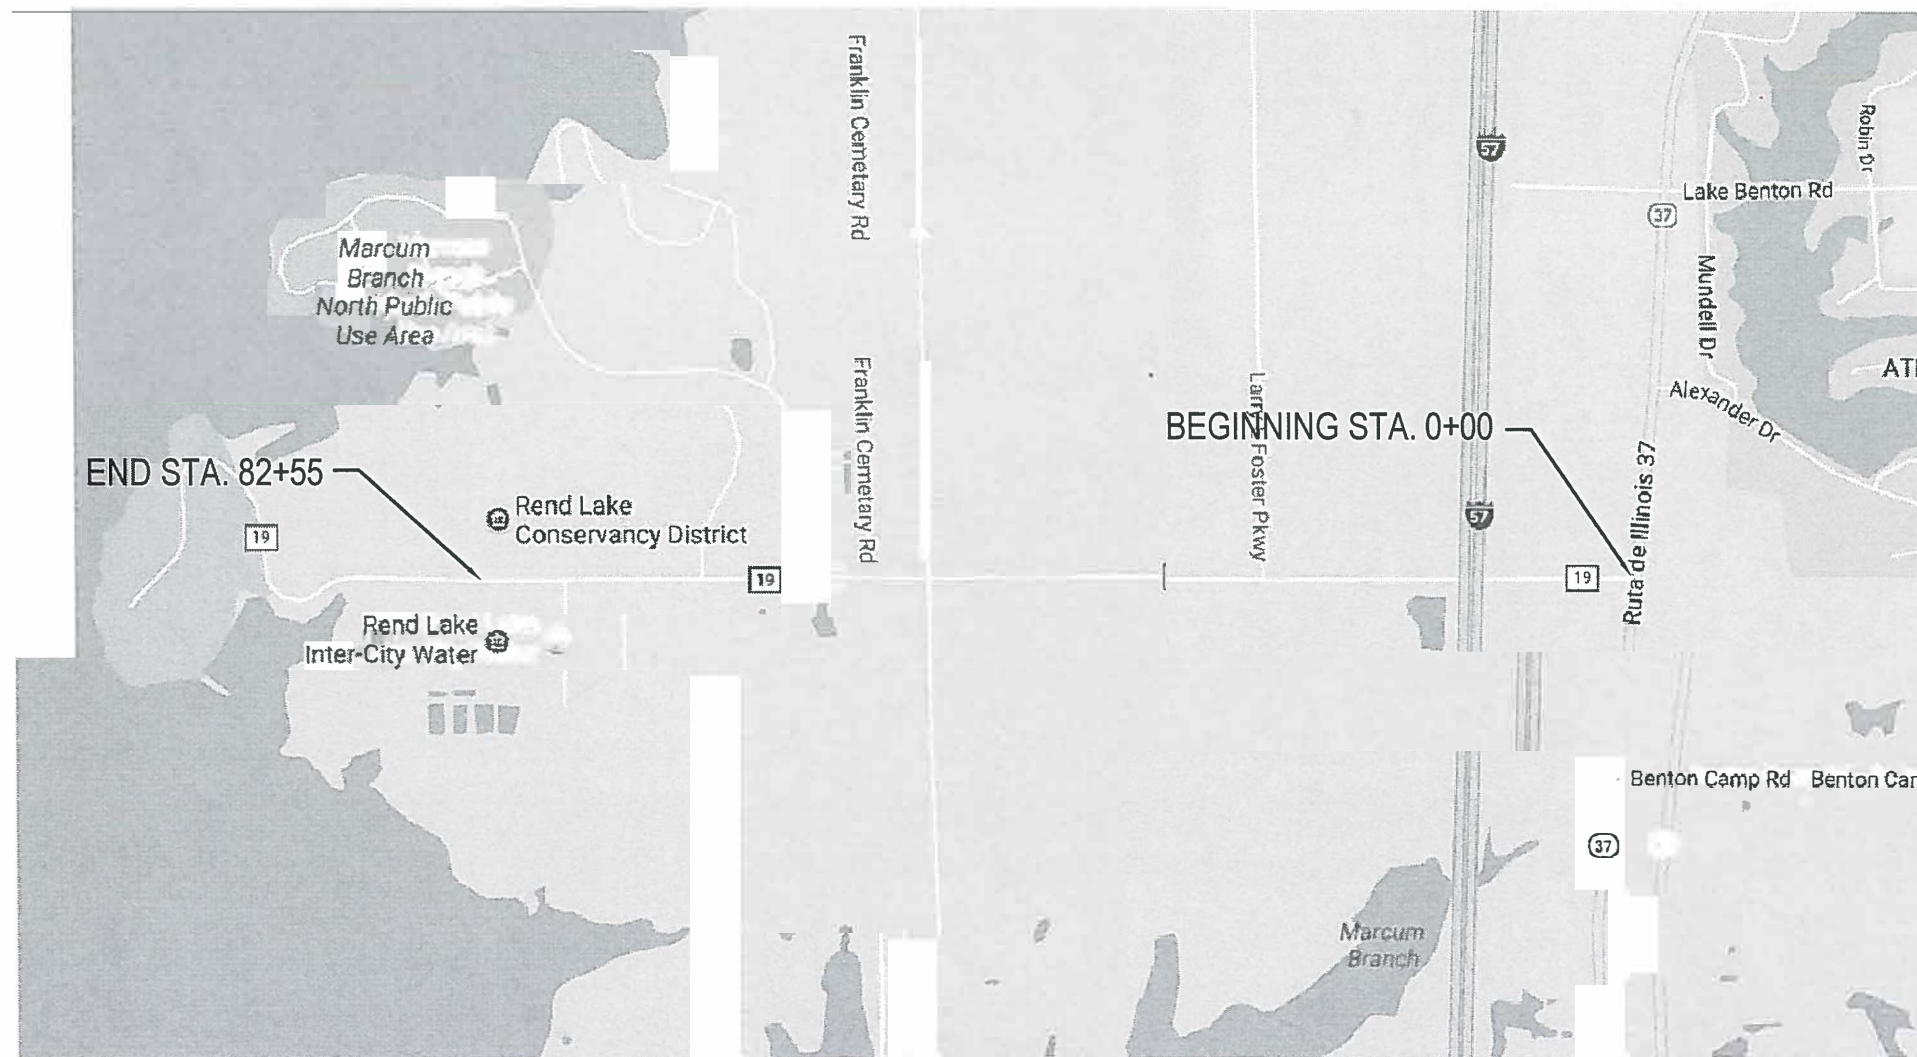 Franklin Cemetary Rd
57
Robin Dr
Lake Benton Rd
37
Marcum
Branch
North Public
Use Area
Mundell Dr
Franklin Cemetary Rd
ATI
Alexander Dr
BEGINNING STA. 0+00
Foster Pkwy
END STA. 82+55
Ruta de Illinois 37
57
Rend Lake
Conservancy District
19
19
19
Rend Lake
Inter-City Water
Benton Camp Rd
Benton Car
37
Marcum
Branch